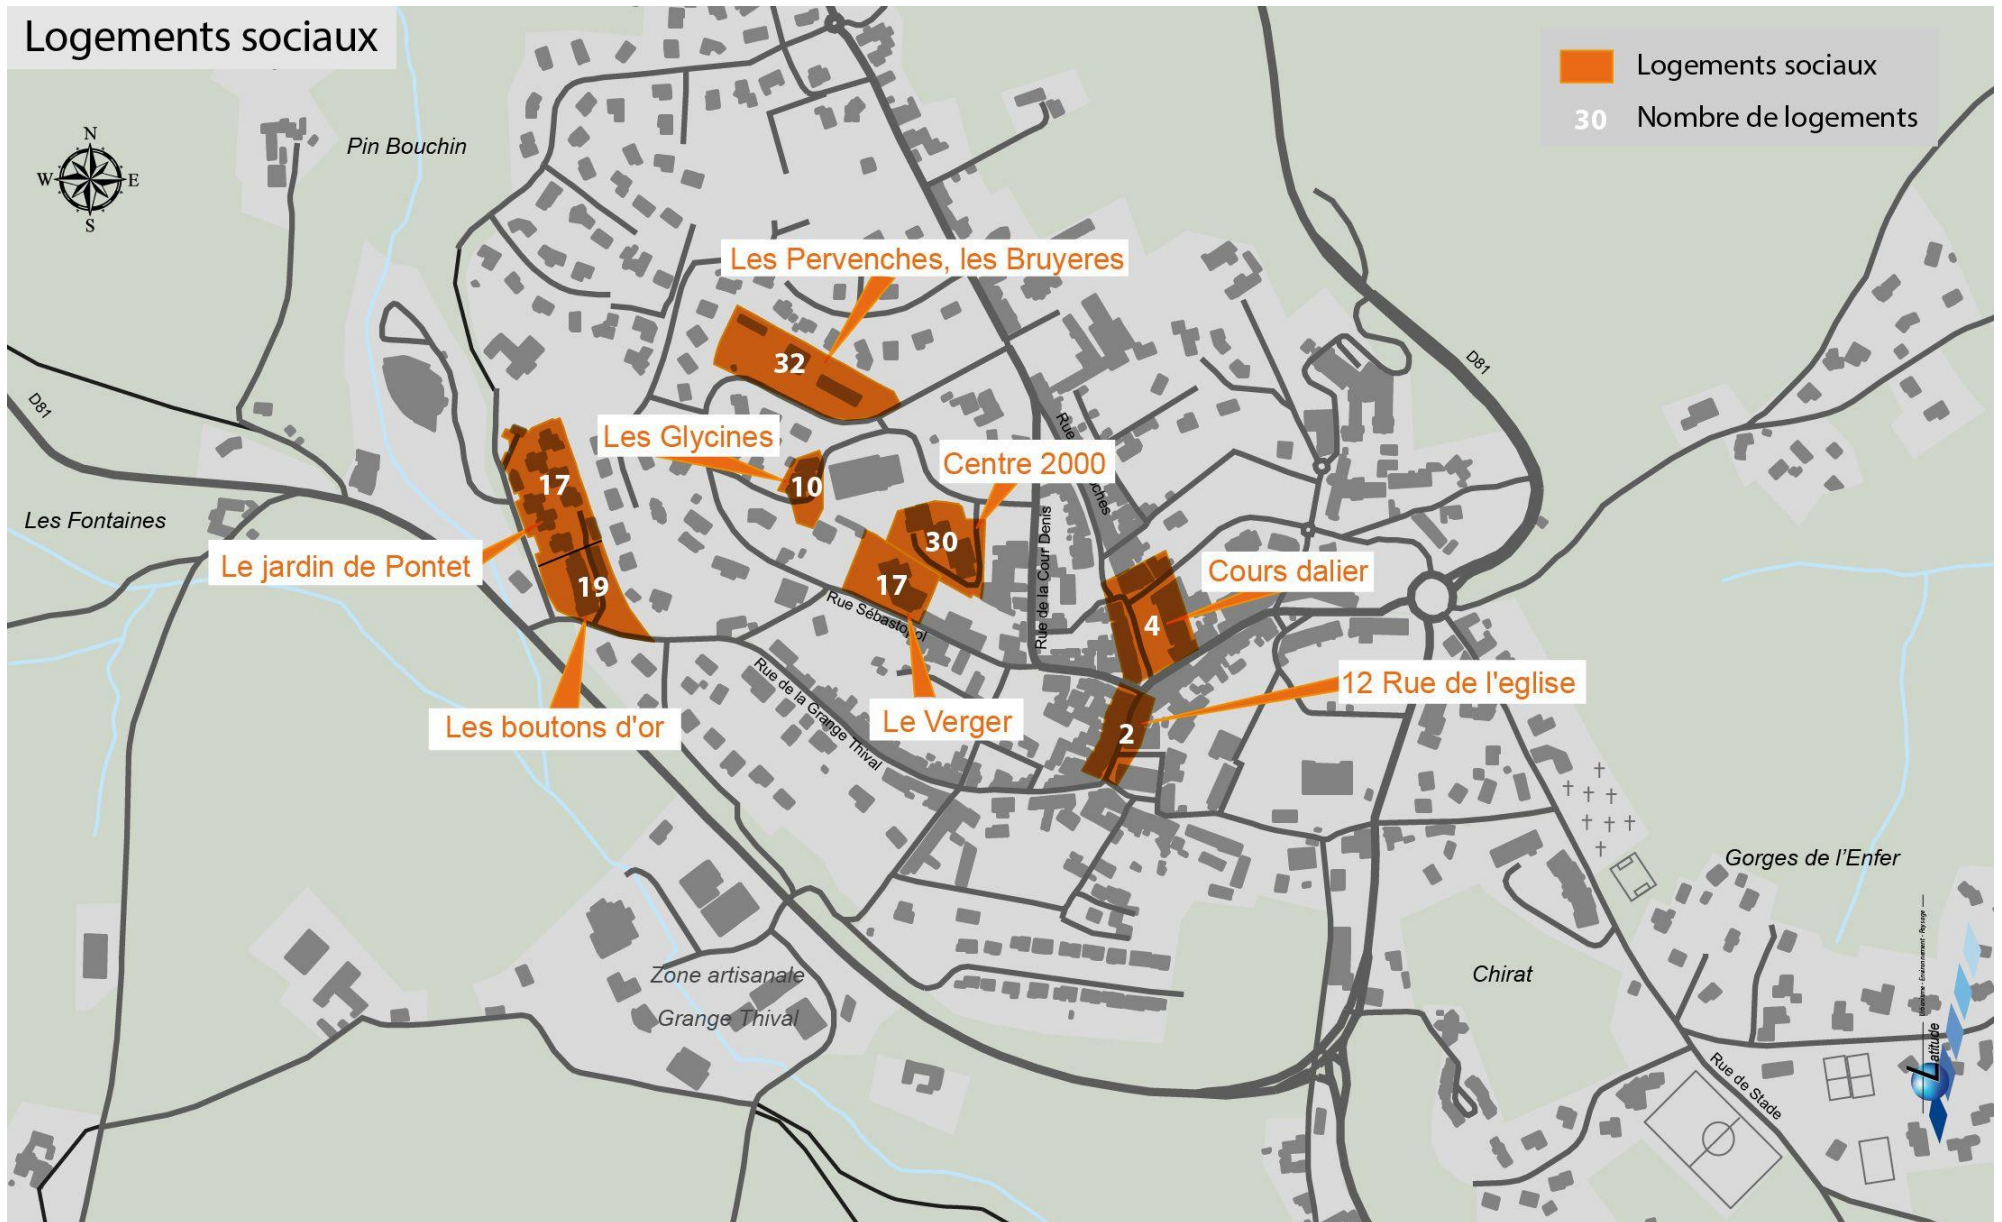 Logements sociaux
Logements sociaux
30 Nombre de logements
N
W E
S
Pin Bouchin
Les Pervenches, les Bruyeres
32
D81
D81
Les Glycines
10
Centre 2000
30
17
Les Fontaines
Le jardin de Pontet
19
17
Rue Sébastopol
Rue de la Cour Denis
Cours dalier
4
12 Rue de l'eglise
2
Rue de la Grange Thival
Les boutons d'or
Le Verger
Gorges de l'Enfer
Zone artisanale
Grange Thival
Chirat
Rue de Stade
Latitude